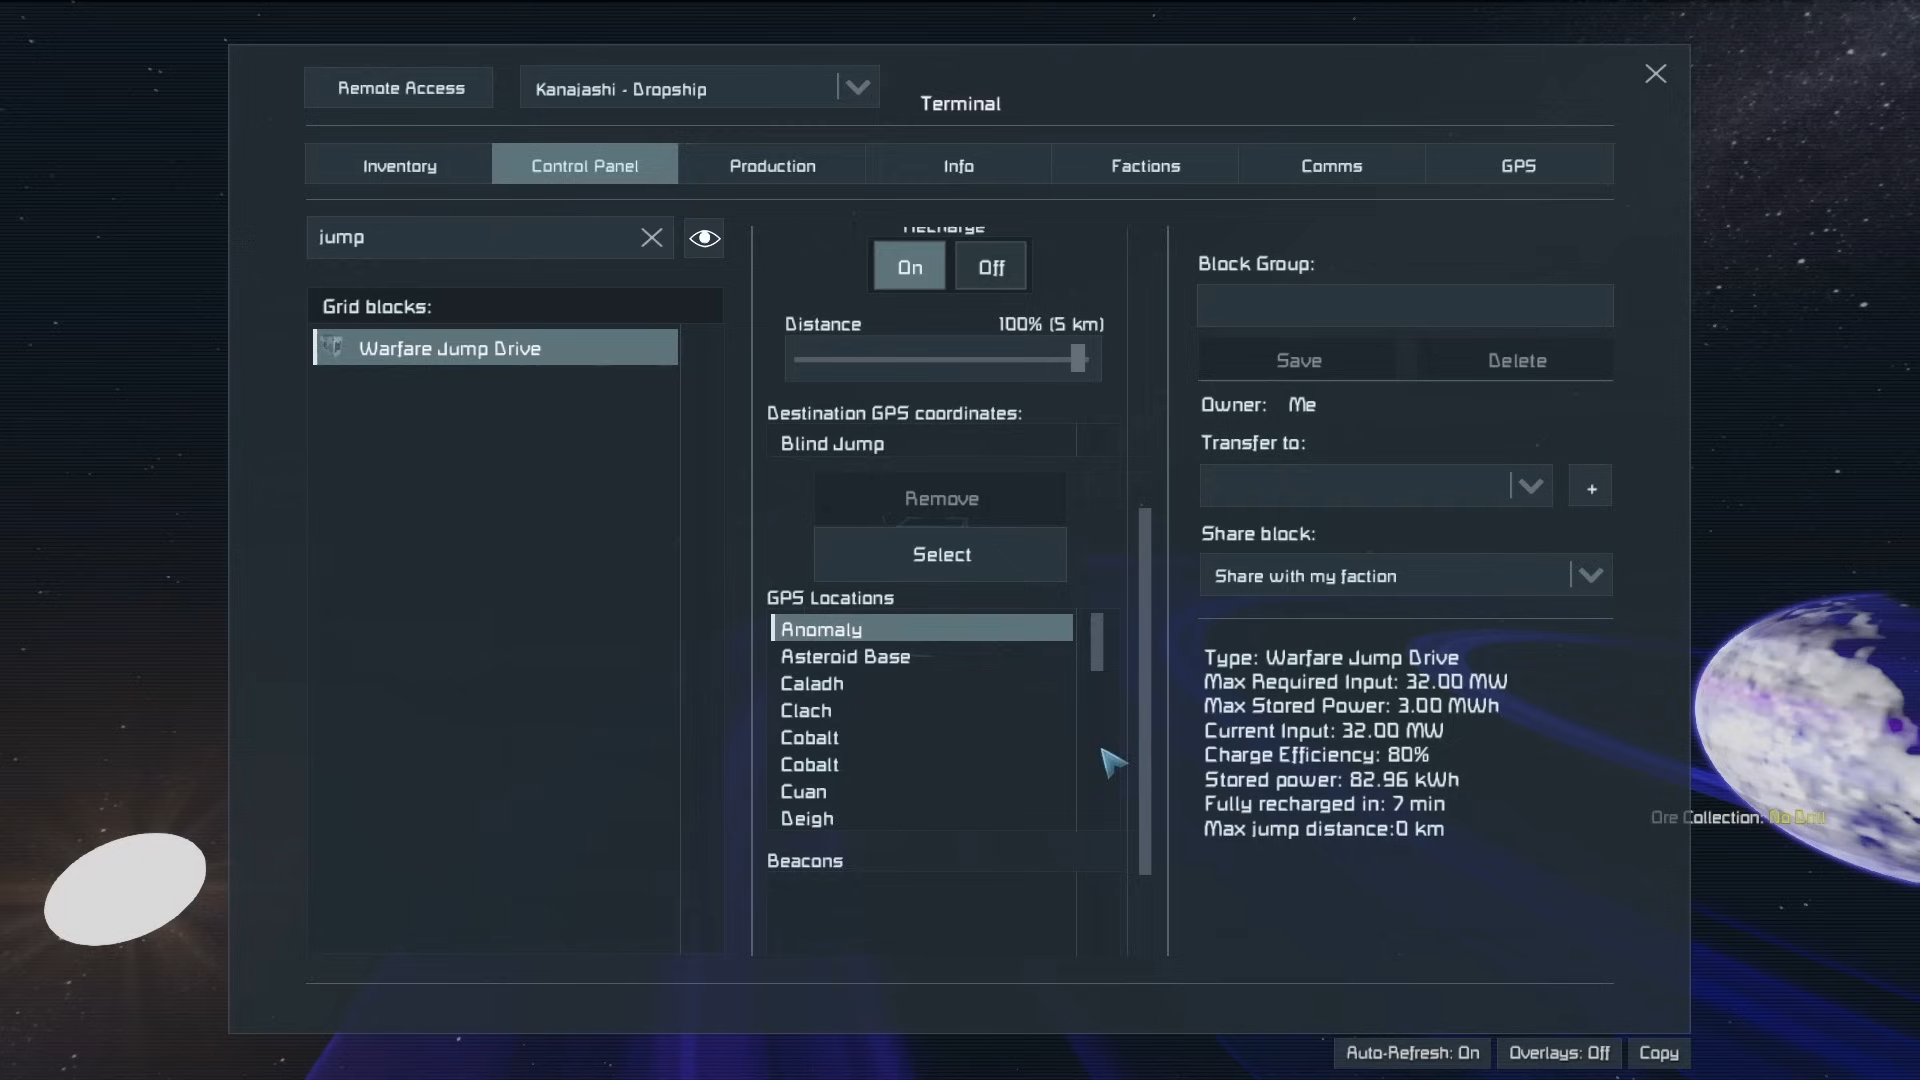 Remote Access
Kanajashi - Dropship
Terminal
Inventory
Control Panel
Production
Info
Factions
Comms
GPS
jump
Grid blocks:
Warfare Jump Drive
Recharge
On
Off
Distance
100% (5 km)
Destination GPS coordinates:
Blind Jump
Remove
Select
GPS Locations
Anomaly
Asteroid Base
Caladh
Clach
Cobalt
Cobalt
Cuan
Deigh
Beacons
Block Group:
Save
Delete
Owner: Me
Transfer to:
+
Share block:
Share with my faction
Type: Warfare Jump Drive
Max Required Input: 32.00 MW
Max Stored Power: 3.00 MWh
Current Input: 32.00 MW
Charge Efficiency: 80%
Stored power: 82.96 kWh
Fully recharged in: 7 min
Max jump distance:0 km
Ore Collection: No Drill
Auto-Refresh: On
Overlays: Off
Copy